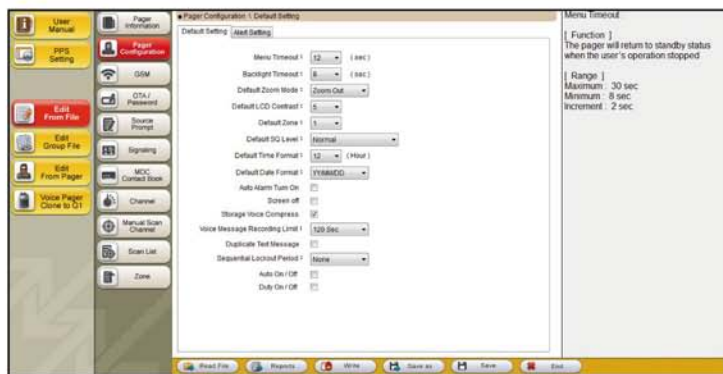 User
Manual
PPS
Setting
Edit
From File
Edit
Group File
Edit
From Pager
Voice Pager
Clone to G1
Pager
Information
Pager
Configuration
GSM
OTA /
Password
Source
Prompt
Signaling
MDC
Contact Book
Channel
Manual Scan
Channel
Scan List
Zone
Pager Configuration \ Default Setting
Default Setting
Alert Setting
Menu Timeout 12 (sec)
Backlight Timeout 8 (sec)
Default Zoom Mode Zoom Out
Default LCD Contrast 5
Default Zone 1
Default SQ Level Normal
Default Time Format 12 (Hour)
Default Date Format YY/MM/DD
Auto Alarm Turn On
Screen off
Storage Voice Compress
Voice Message Recording Limit 120 Sec
Duplicate Text Message
Sequential Lockout Period None
Auto On / Off
Duty On / Off
Menu Timeout
[ Function ]
The pager will return to standby status
when the user's operation stopped
[ Range ]
Maximum : 30 sec
Minimum : 8 sec
Increment : 2 sec
Read File
Reports
Write
Save as
Save
End